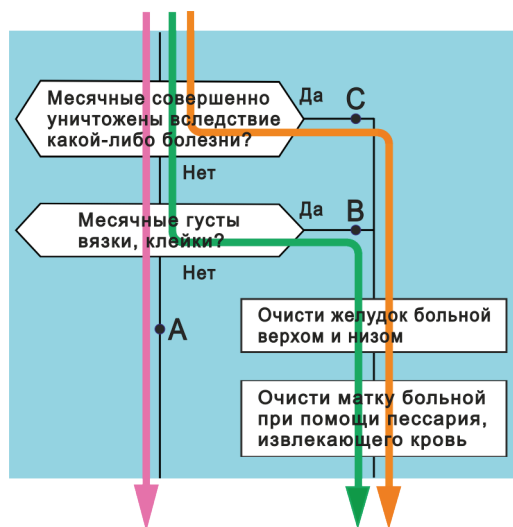 Месячные совершенно
уничтожены вследствие
какой-либо болезни?
Да
C
Нет
Месячные густы
вязки, клейки?
Да
B
Нет
A
Очисти желудок больной
верхом и низом
Очисти матку больной
при помощи пессария,
извлекающего кровь